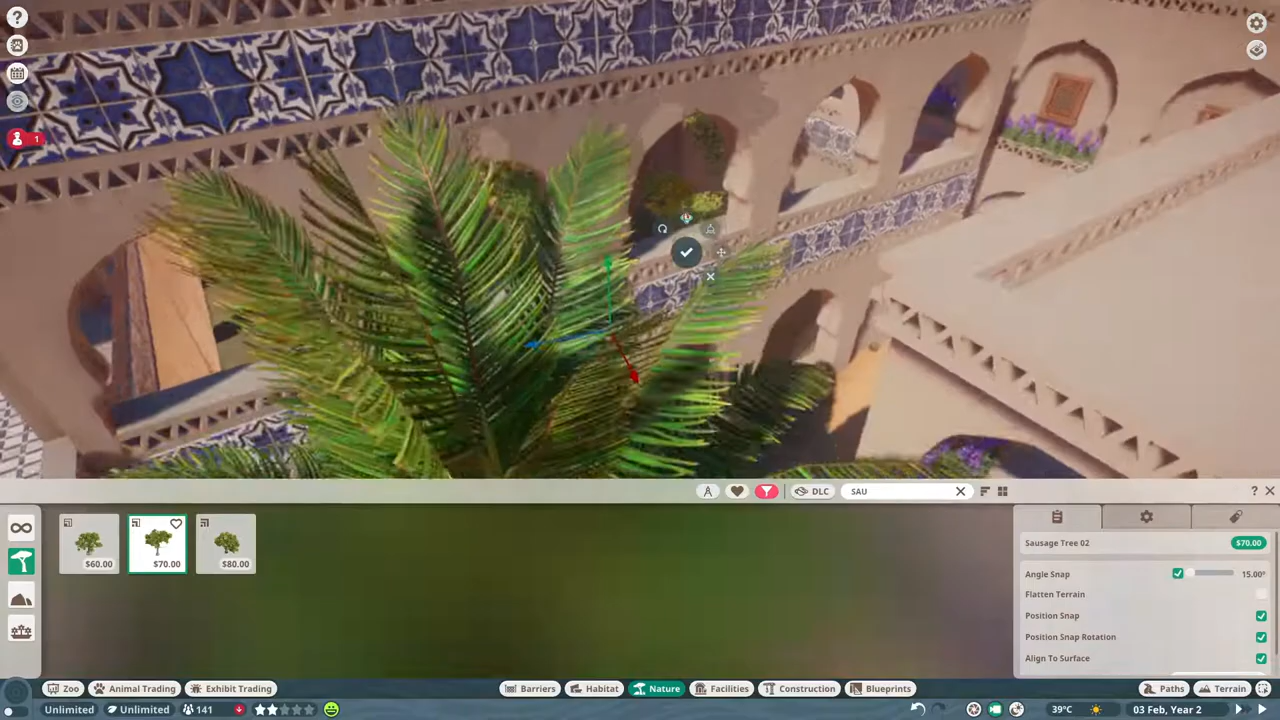 ?
1
DLC
SAU
?
$60.00
$70.00
$80.00
Sausage Tree 02
$70.00
Angle Snap
15.00°
Flatten Terrain
Position Snap
Position Snap Rotation
Align To Surface
Zoo
Animal Trading
Exhibit Trading
Barriers
Habitat
Nature
Facilities
Construction
Blueprints
Paths
Terrain
Unlimited
Unlimited
141
39°C
03 Feb, Year 2